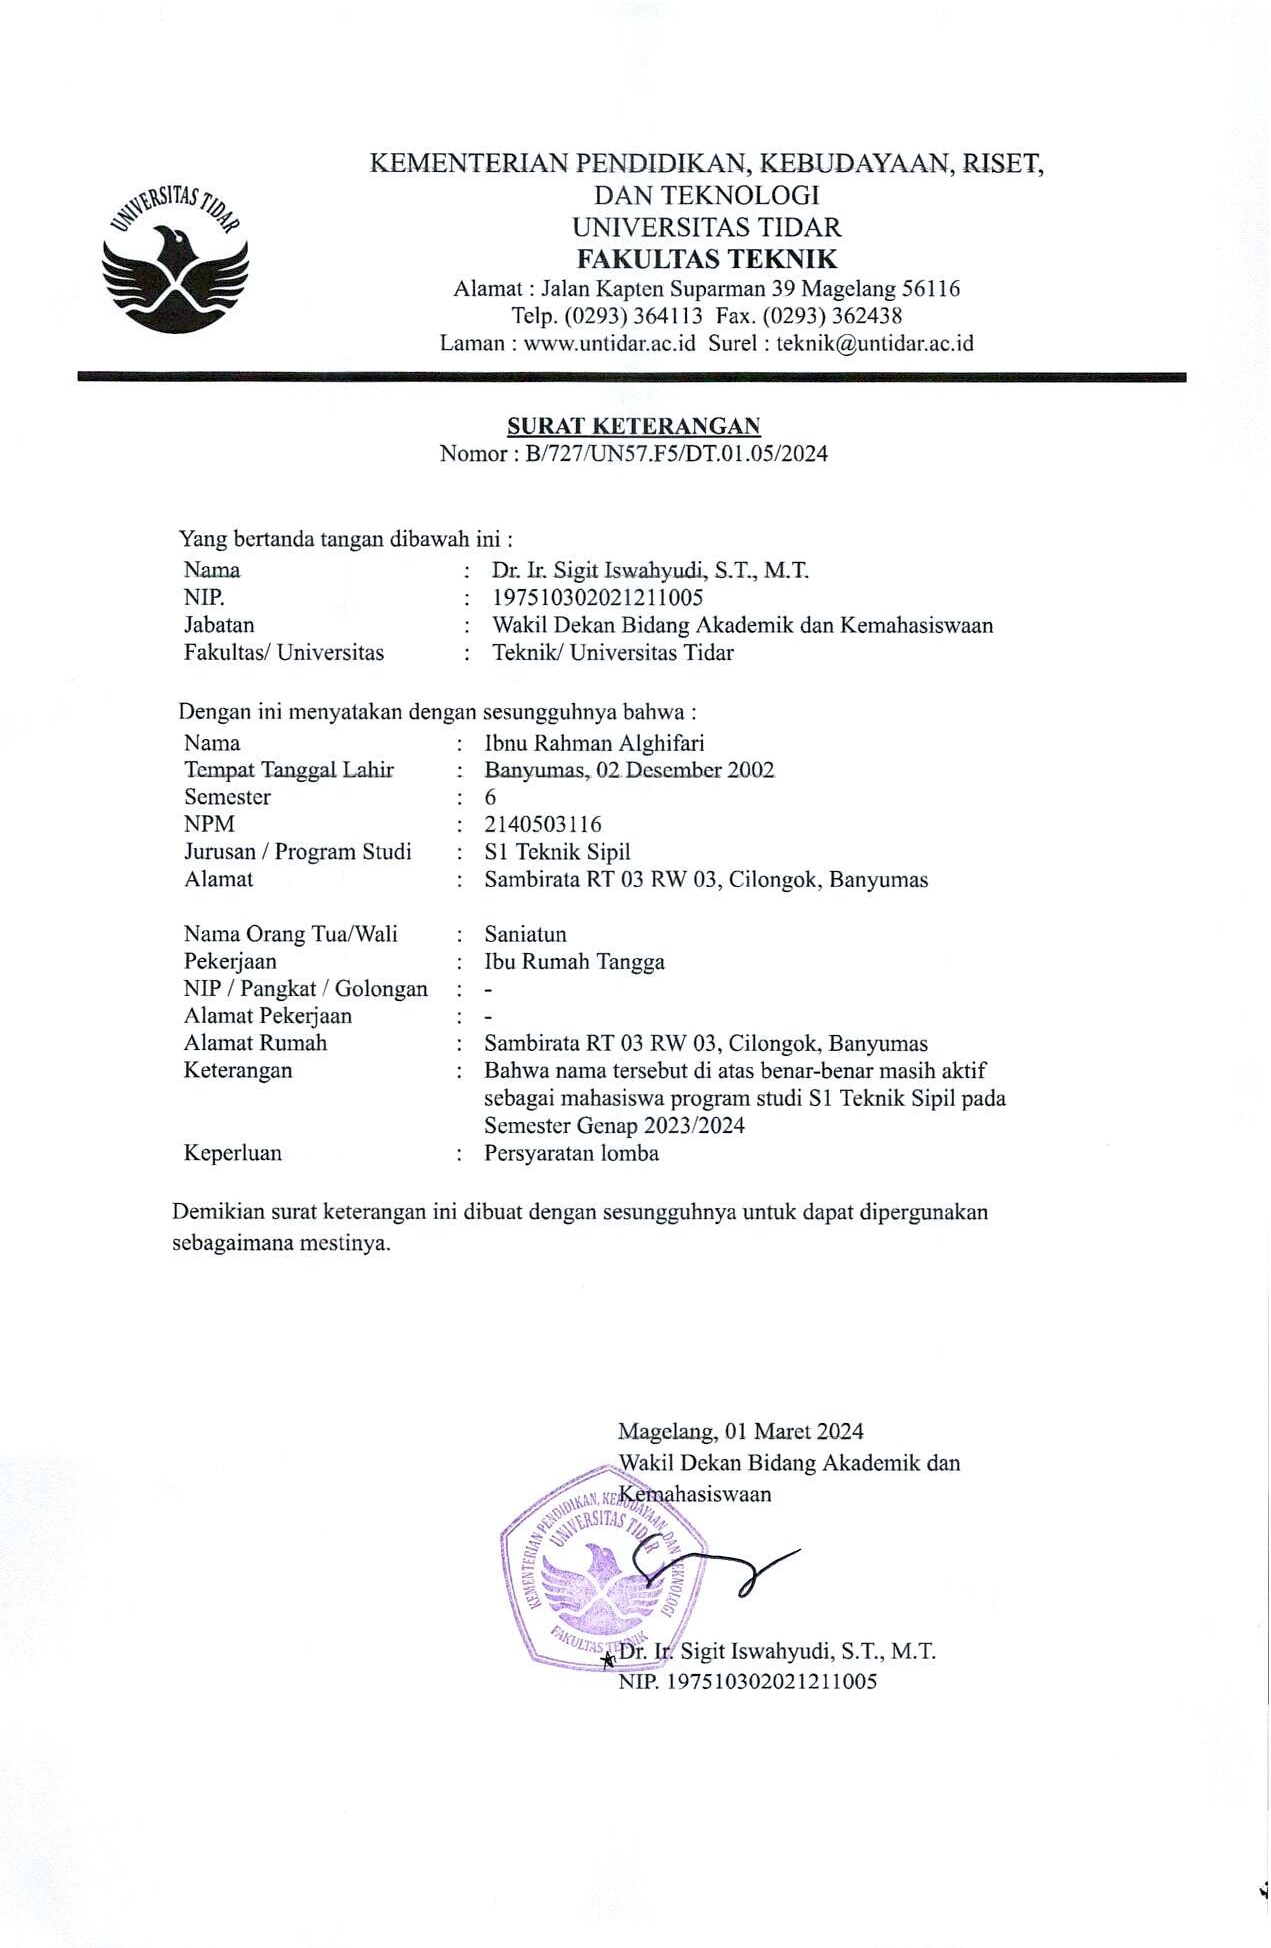 UNIVERSITAS TIDAR
KEMENTERIAN PENDIDIKAN, KEBUDAYAAN, RISET,
DAN TEKNOLOGI
UNIVERSITAS TIDAR
FAKULTAS TEKNIK
Alamat : Jalan Kapten Suparman 39 Magelang 56116
Telp. (0293) 364113 Fax. (0293) 362438
Laman : www.untidar.ac.id Surel : teknik@untidar.ac.id
SURAT KETERANGAN
Nomor : B/727/UN57.F5/DT.01.05/2024
Yang bertanda tangan dibawah ini :
Nama : Dr. Ir. Sigit Iswahyudi, S.T., M.T.
NIP. : 197510302021211005
Jabatan : Wakil Dekan Bidang Akademik dan Kemahasiswaan
Fakultas/ Universitas : Teknik/ Universitas Tidar
Dengan ini menyatakan dengan sesungguhnya bahwa :
Nama : Ibnu Rahman Alghifari
Tempat Tanggal Lahir : Banyumas, 02 Desember 2002
Semester : 6
NPM : 2140503116
Jurusan / Program Studi : S1 Teknik Sipil
Alamat : Sambirata RT 03 RW 03, Cilongok, Banyumas
Nama Orang Tua/Wali : Saniatun
Pekerjaan : Ibu Rumah Tangga
NIP / Pangkat / Golongan : -
Alamat Pekerjaan : -
Alamat Rumah : Sambirata RT 03 RW 03, Cilongok, Banyumas
Keterangan : Bahwa nama tersebut di atas benar-benar masih aktif
sebagai mahasiswa program studi S1 Teknik Sipil pada
Semester Genap 2023/2024
Keperluan : Persyaratan lomba
Demikian surat keterangan ini dibuat dengan sesungguhnya untuk dapat dipergunakan
sebagaimana mestinya.
Magelang, 01 Maret 2024
Wakil Dekan Bidang Akademik dan
Kemahasiswaan
KEMENTERIAN PENDIDIKAN, KEBUDAYAAN, DAN TEKNOLOGI
UNIVERSITAS TIDAR
FAKULTAS TEKNIK
Dr. Ir. Sigit Iswahyudi, S.T., M.T.
NIP. 197510302021211005